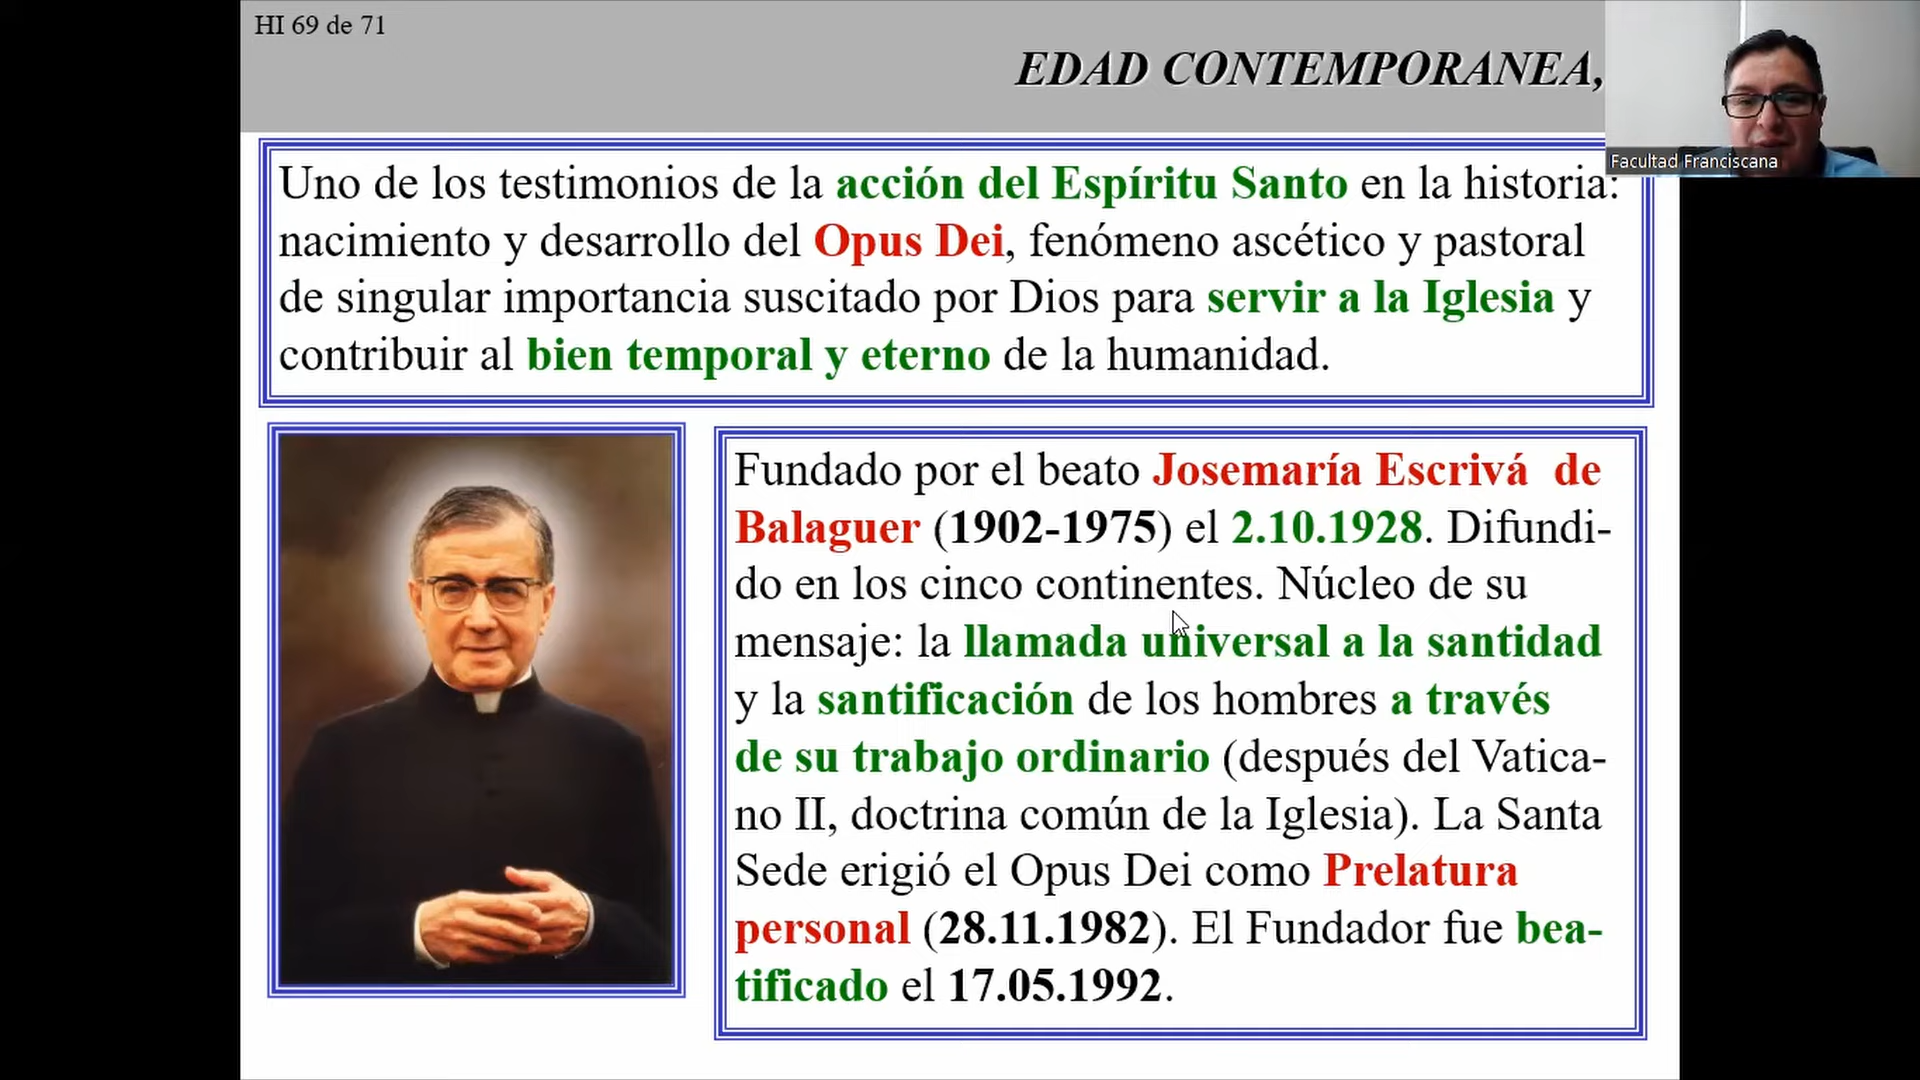 HI 69 de 71
EDAD CONTEMPORANEA,
Facultad Franciscana
Uno de los testimonios de la acción del Espíritu Santo en la historia:
nacimiento y desarrollo del Opus Dei, fenómeno ascético y pastoral
de singular importancia suscitado por Dios para servir a la Iglesia y
contribuir al bien temporal y eterno de la humanidad.
Fundado por el beato Josemaría Escrivá de
Balaguer (1902-1975) el 2.10.1928. Difundi-
do en los cinco continentes. Núcleo de su
mensaje: la llamada universal a la santidad
y la santificación de los hombres a través
de su trabajo ordinario (después del Vatica-
no II, doctrina común de la Iglesia). La Santa
Sede erigió el Opus Dei como Prelatura
personal (28.11.1982). El Fundador fue bea-
tificado el 17.05.1992.